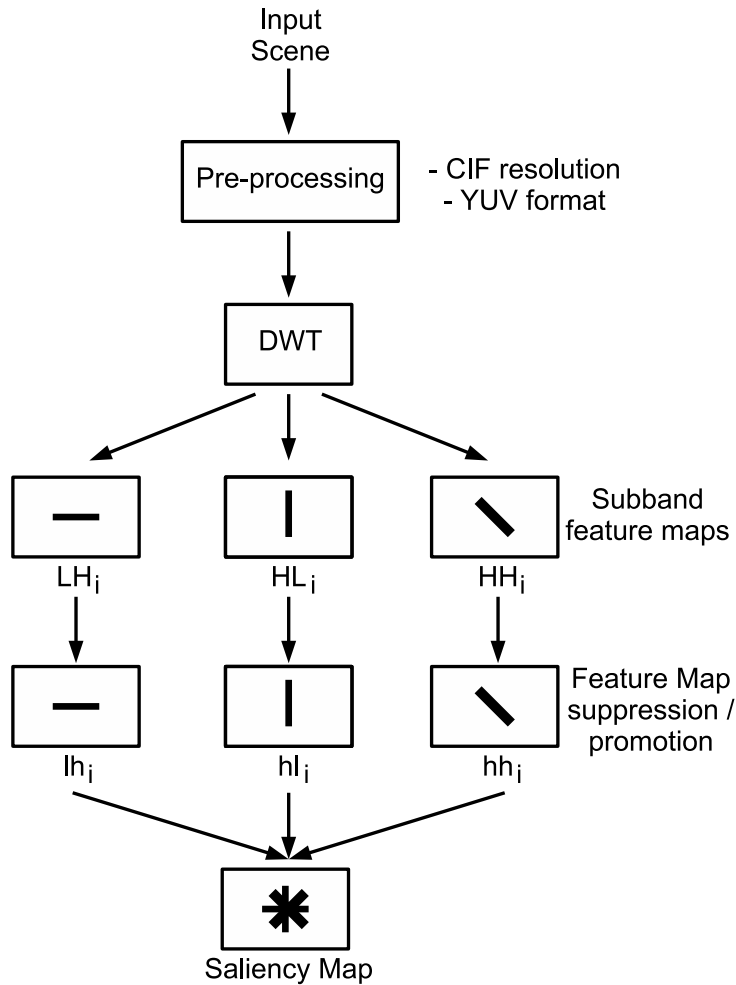 Input
Scene
Pre-processing
- CIF resolution
- YUV format
DWT
Subband
feature maps
LHi
HLi
HHi
Feature Map
suppression /
promotion
lhi
hli
hhi
Saliency Map